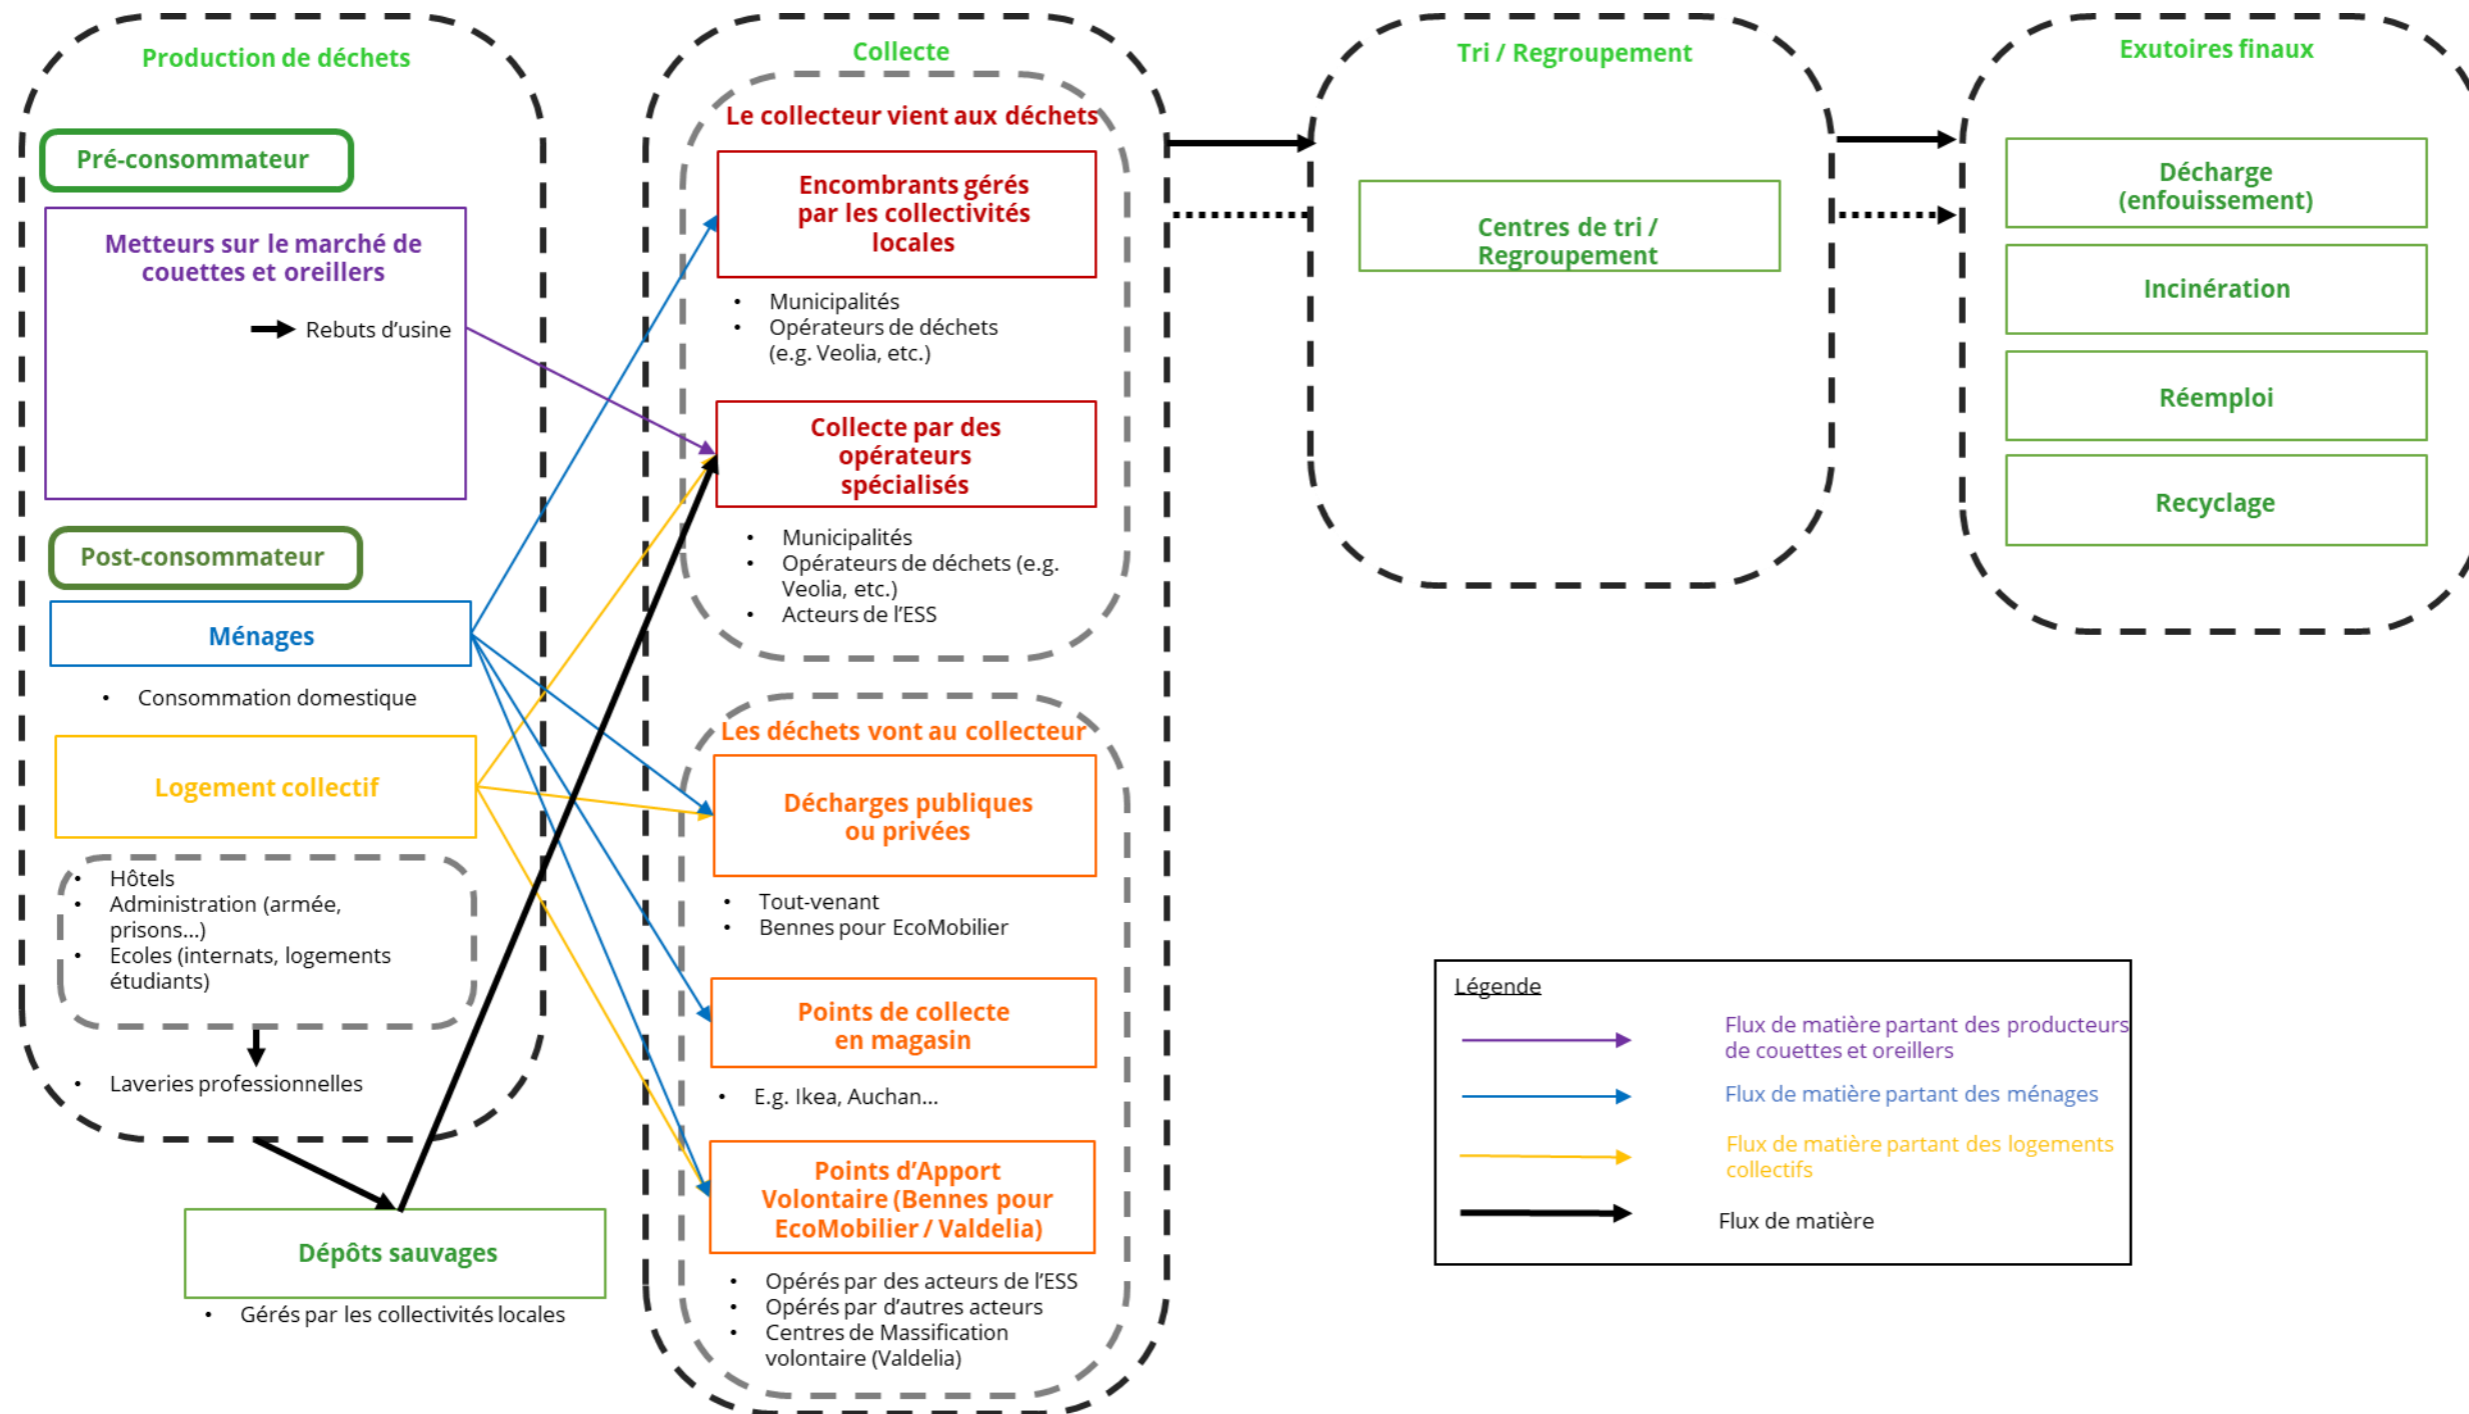 Production de déchets
Pré-consommateur
Metteurs sur le marché de
couettes et oreillers
Rebuts d'usine
Post-consommateur
Ménages
• Consommation domestique
Logement collectif
• Hôtels
• Administration (armée,
prisons...)
• Ecoles (internats, logements
étudiants)
• Laveries professionnelles
Dépôts sauvages
• Gérés par les collectivités locales
Collecte
Le collecteur vient aux déchets
Encombrants gérés
par les collectivités
locales
• Municipalités
• Opérateurs de déchets
(e.g. Veolia, etc.)
Collecte par des
opérateurs
spécialisés
• Municipalités
• Opérateurs de déchets (e.g.
Veolia, etc.)
• Acteurs de l'ESS
Les déchets vont au collecteur
Décharges publiques
ou privées
• Tout-venant
• Bennes pour EcoMobilier
Points de collecte
en magasin
• E.g. Ikea, Auchan...
Points d'Apport
Volontaire (Bennes pour
EcoMobilier / Valdelia)
• Opérés par des acteurs de l'ESS
• Opérés par d'autres acteurs
• Centres de Massification
volontaire (Valdelia)
Tri / Regroupement
Centres de tri /
Regroupement
Exutoires finaux
Décharge
(enfouissement)
Incinération
Réemploi
Recyclage
Légende
Flux de matière partant des producteurs
de couettes et oreillers
Flux de matière partant des ménages
Flux de matière partant des logements
collectifs
Flux de matière